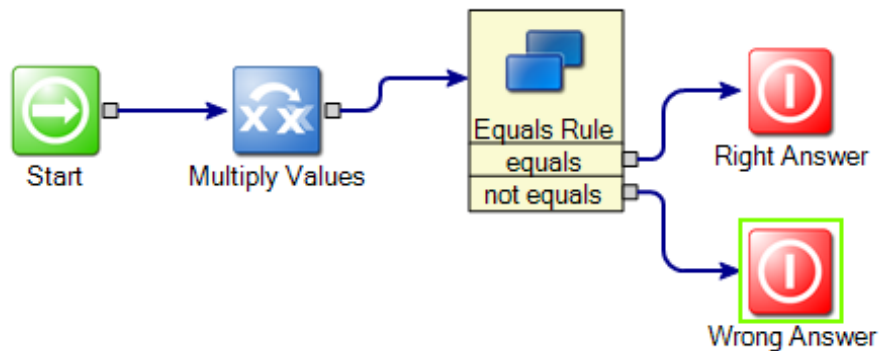 Start
Multiply Values
Equals Rule
equals
not equals
Right Answer
Wrong Answer